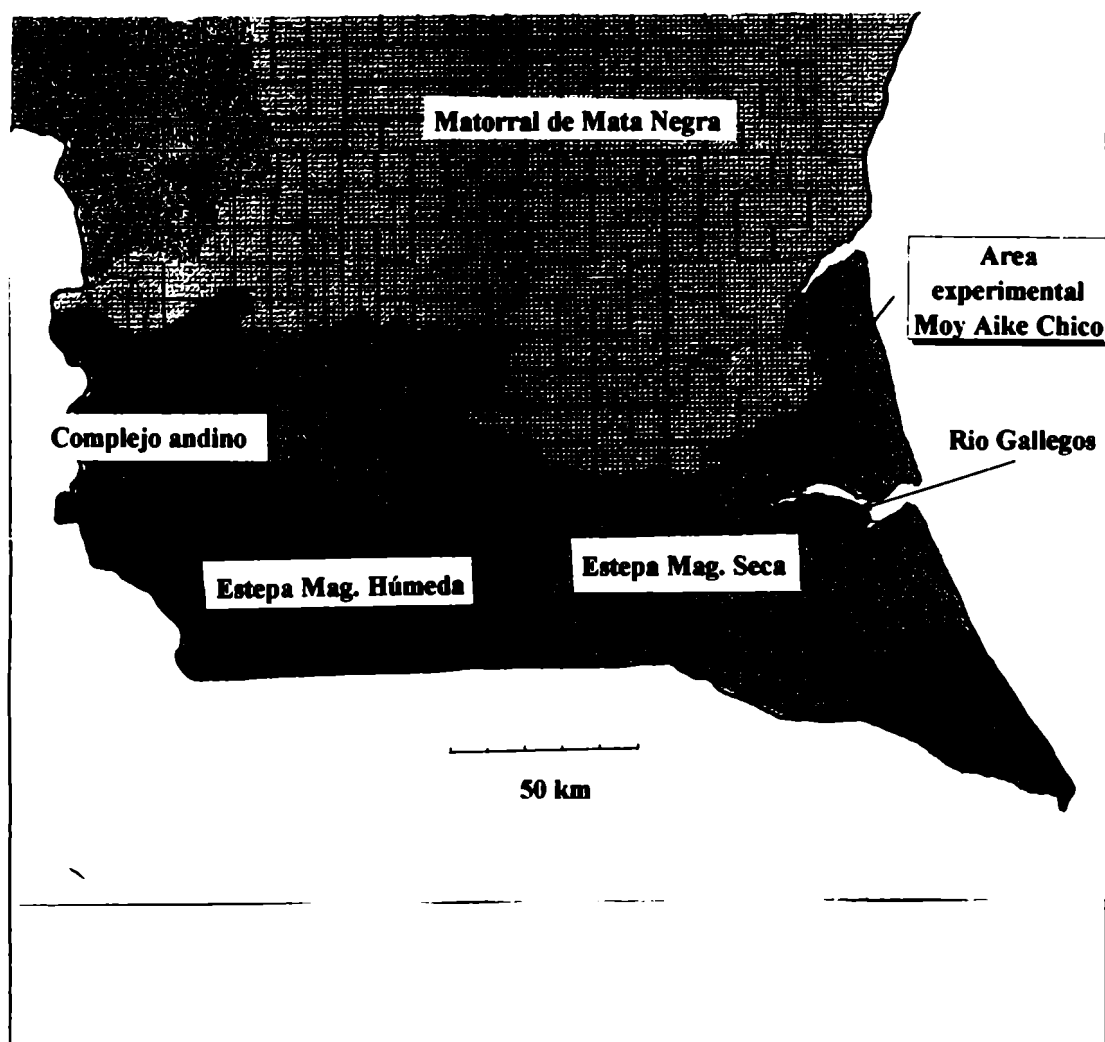 Matorral de Mata Negra
Area
experimental
Moy Aike Chico
Complejo andino
Rio Gallegos
Estepa Mag. Húmeda
Estepa Mag. Seca
50 km